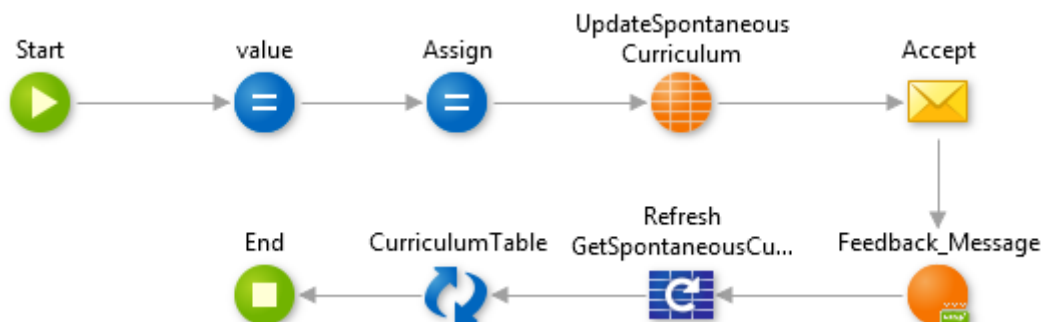 Start
value
Assign
UpdateSpontaneous
Curriculum
Accept
End
CurriculumTable
Refresh
GetSpontaneousCu...
Feedback_Message